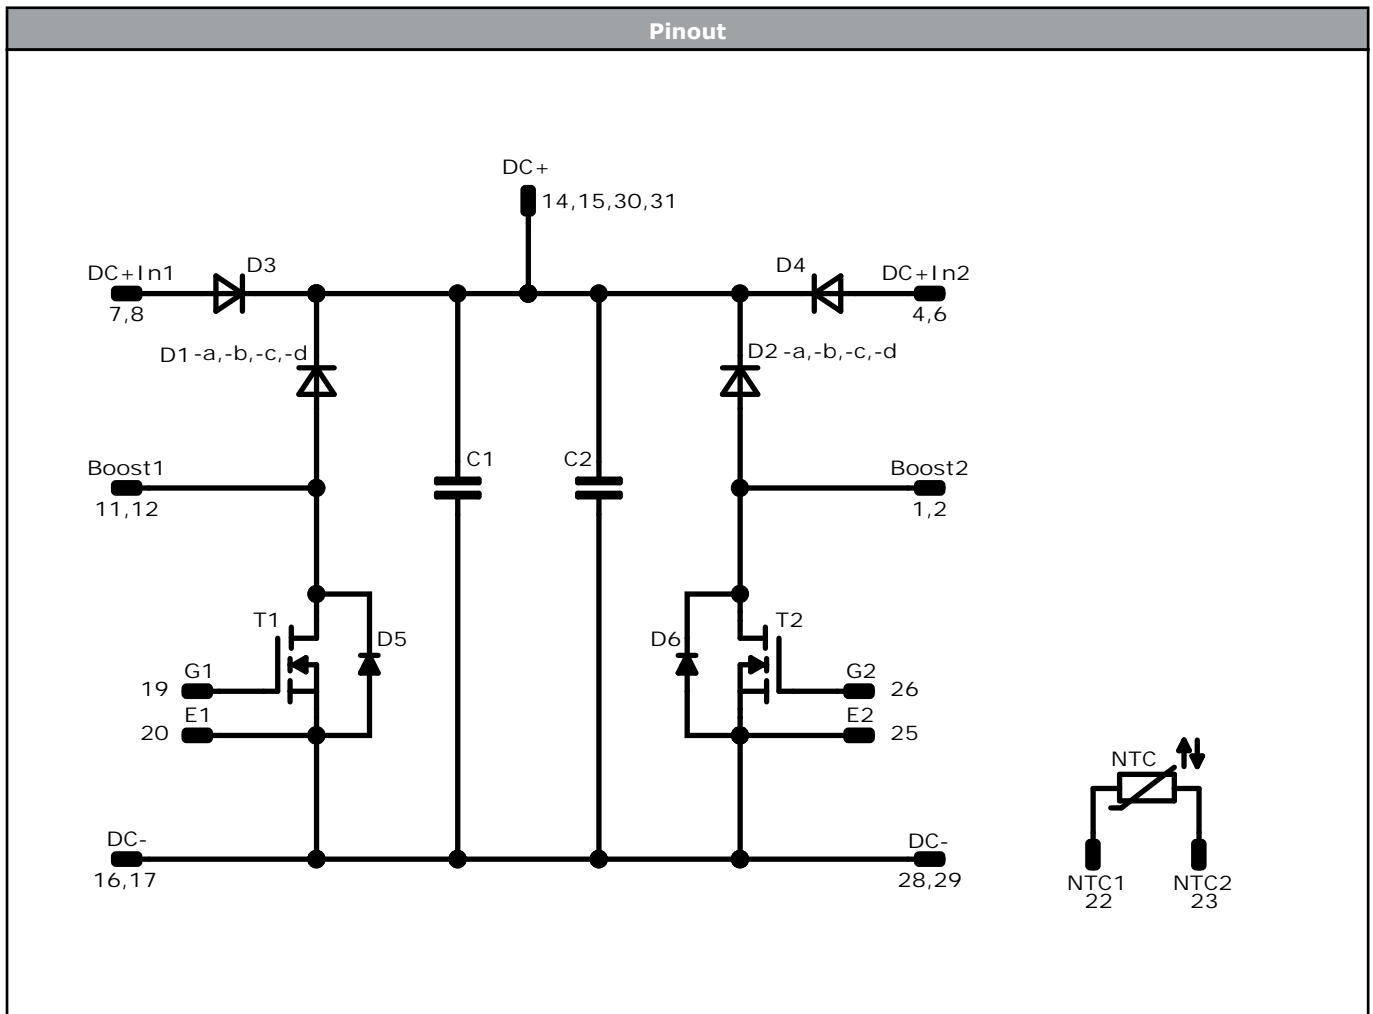 Pinout
DC+
14,15,30,31
DC+In1
D3
D4
DC+In2
7,8
4,6
D1 -a,-b,-c,-d
D2 -a,-b,-c,-d
Boost1
C1
C2
Boost2
11,12
1,2
T1
T2
D5
D6
19
G1
G2
26
20
E1
E2
25
NTC
DC-
DC-
16,17
28,29
NTC1
NTC2
22
23